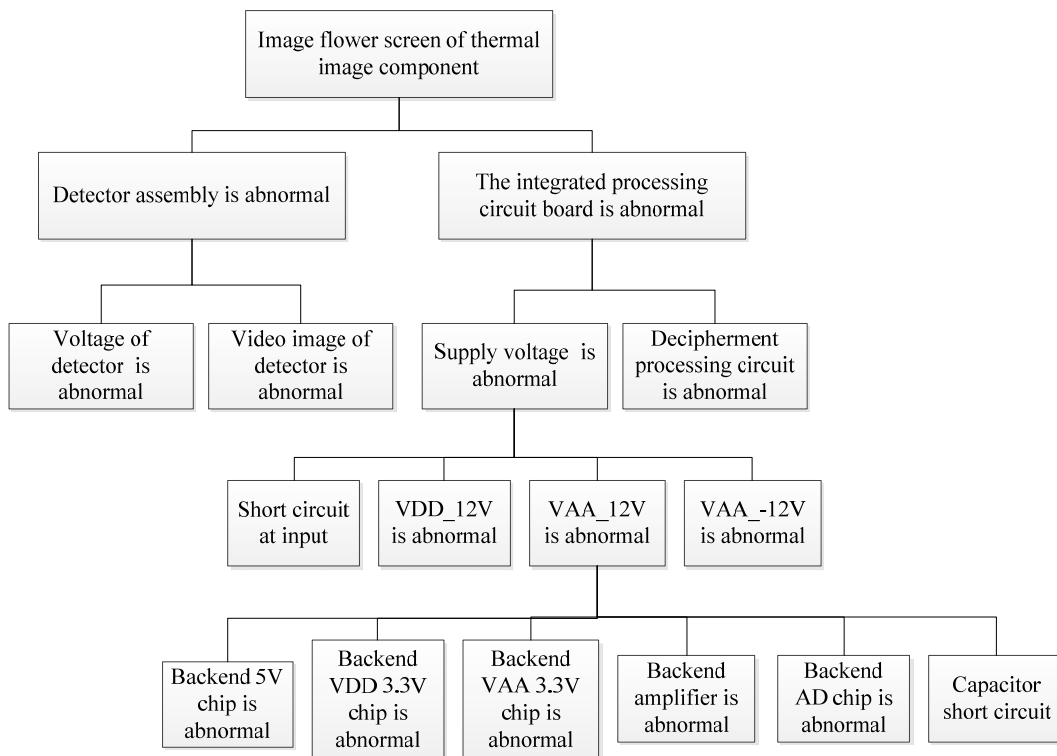 Image flower screen of thermal
image component
Detector assembly is abnormal
The integrated processing
circuit board is abnormal
Voltage of
detector is
abnormal
Video image of
detector is
abnormal
Supply voltage is
abnormal
Decipherment
processing circuit
is abnormal
Short circuit
at input
VDD_12V
is abnormal
VAA_12V
is abnormal
VAA_-12V
is abnormal
Backend 5V
chip is
abnormal
Backend
VDD 3.3V
chip is
abnormal
Backend
VAA 3.3V
chip is
abnormal
Backend
amplifier is
abnormal
Backend
AD chip is
abnormal
Capacitor
short circuit